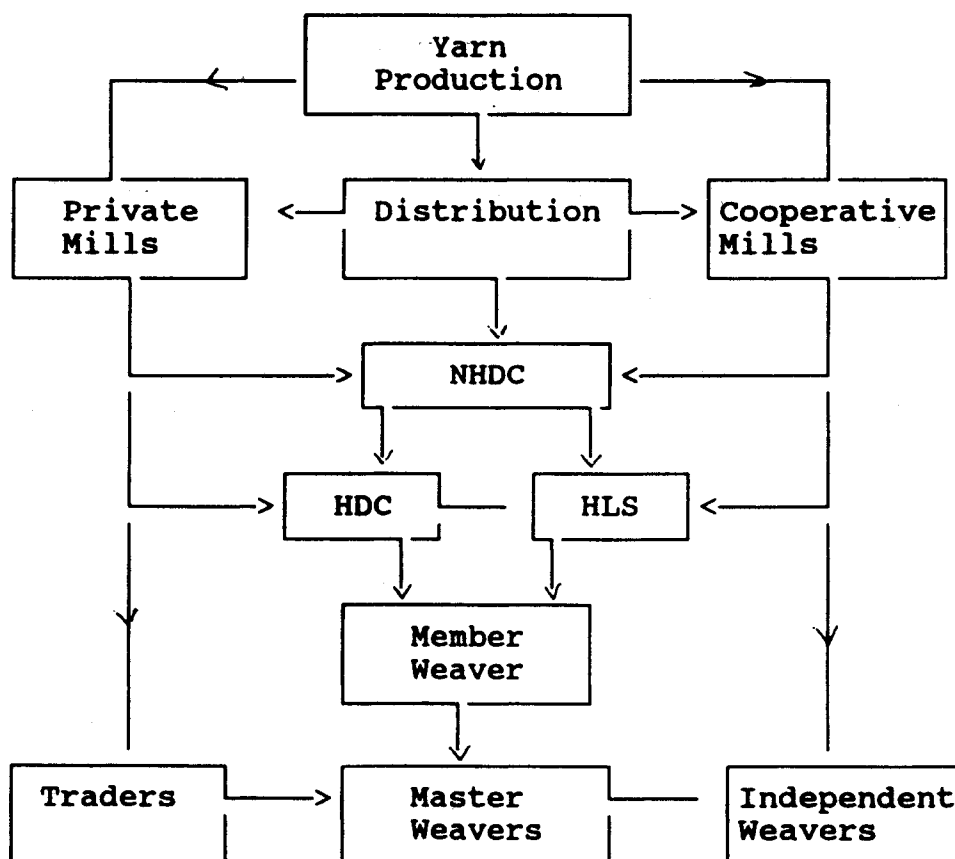 Yarn
Production
Private
Mills
Distribution
Cooperative
Mills
NHDC
HDC
HLS
Member
Weaver
Traders
Master
Weavers
Independent
Weavers